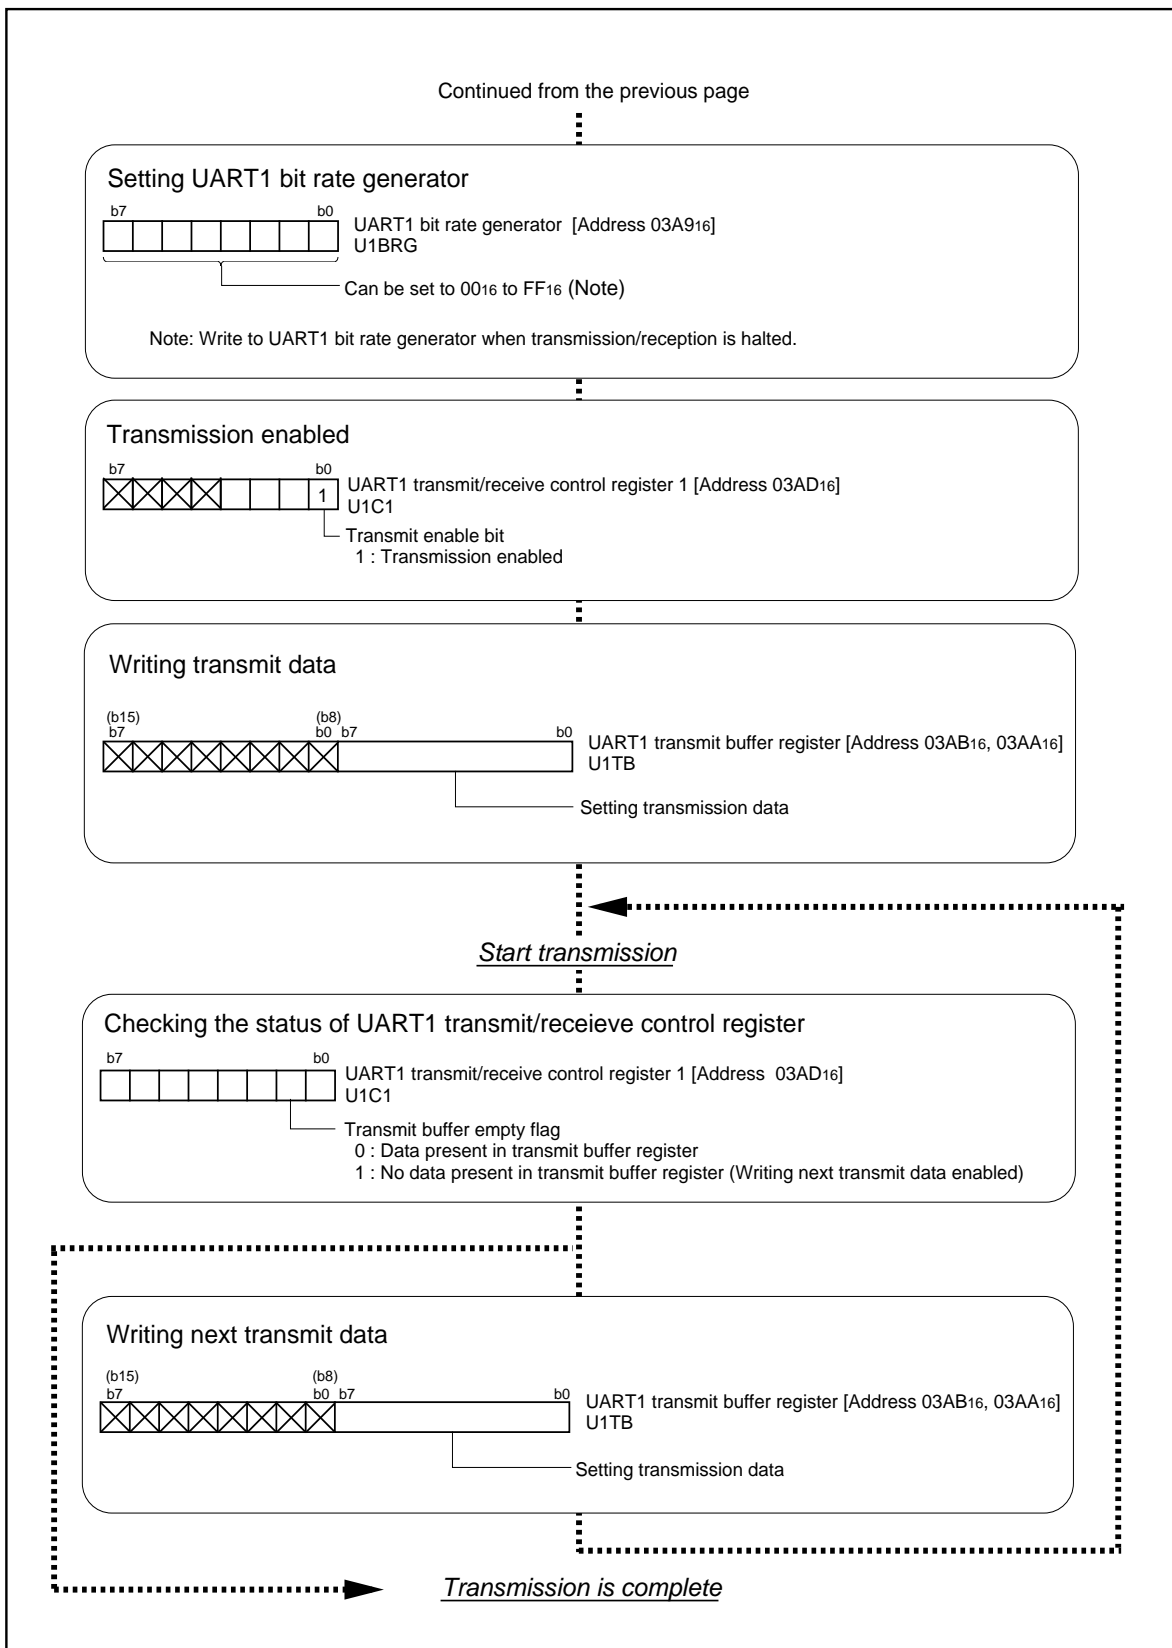 Continued from the previous page
Setting UART1 bit rate generator
b7 b0
UART1 bit rate generator [Address 03A916]
U1BRG
Can be set to 0016 to FF16 (Note)
Note: Write to UART1 bit rate generator when transmission/reception is halted.
Transmission enabled
b7 b0
1
UART1 transmit/receive control register 1 [Address 03AD16]
U1C1
Transmit enable bit
1 : Transmission enabled
Writing transmit data
(b15) (b8)
b7 b0 b7 b0
UART1 transmit buffer register [Address 03AB16, 03AA16]
U1TB
Setting transmission data
Start transmission
Checking the status of UART1 transmit/receieve control register
b7 b0
UART1 transmit/receive control register 1 [Address 03AD16]
U1C1
Transmit buffer empty flag
0 : Data present in transmit buffer register
1 : No data present in transmit buffer register (Writing next transmit data enabled)
Writing next transmit data
(b15) (b8)
b7 b0 b7 b0
UART1 transmit buffer register [Address 03AB16, 03AA16]
U1TB
Setting transmission data
Transmission is complete